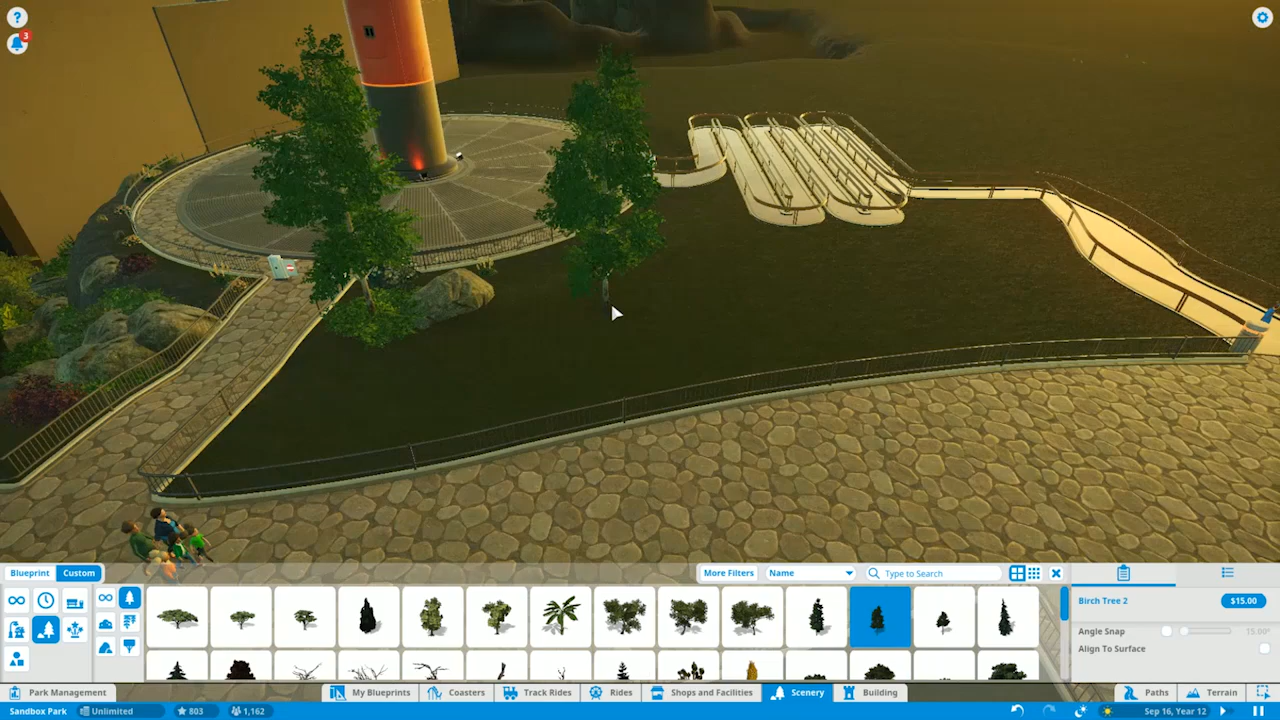 ?
3
Blueprint
Custom
More Filters
Name
Type to Search
Birch Tree 2
$15.00
Angle Snap
15.00°
Align To Surface
Park Management
My Blueprints
Coasters
Track Rides
Rides
Shops and Facilities
Scenery
Building
Paths
Terrain
Sandbox Park
Unlimited
803
1,162
Sep 16, Year 12